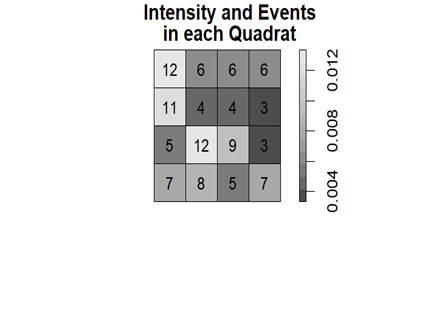 Intensity and Events
in each Quadrat
12 6 6 6
11 4 4 3
5 12 9 3
7 8 5 7
0.012
0.008
0.004